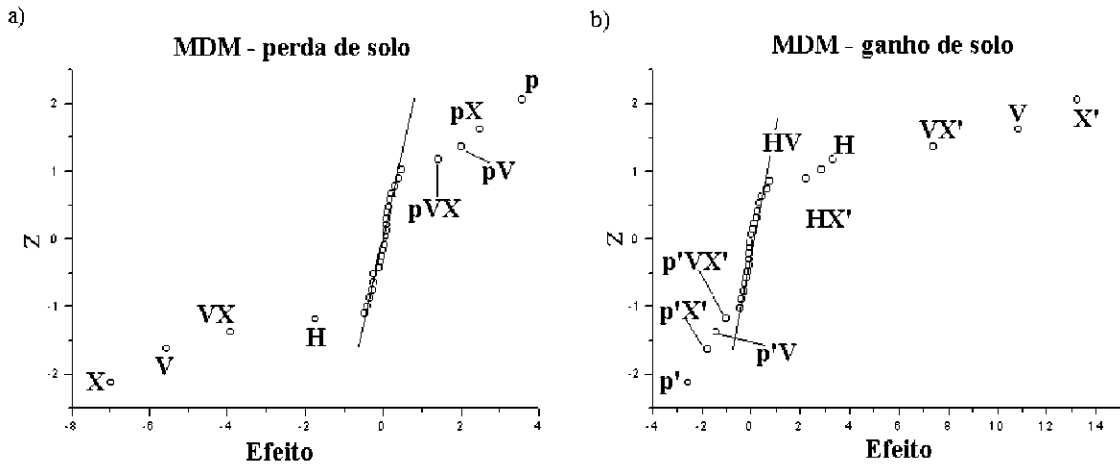 a)
MDM - perda de solo
p
pX
pV
pVX
2
1
0
-1
-2
Z
VX
H
V
X
-8
-6
-4
-2
0
2
4
Efeito
b)
MDM - ganho de solo
X'
V
VX'
H
HV
HX'
p'VX'
p'X'
p'V
p'
2
1
0
-1
-2
Z
-4
-2
0
2
4
6
8
10
12
14
Efeito